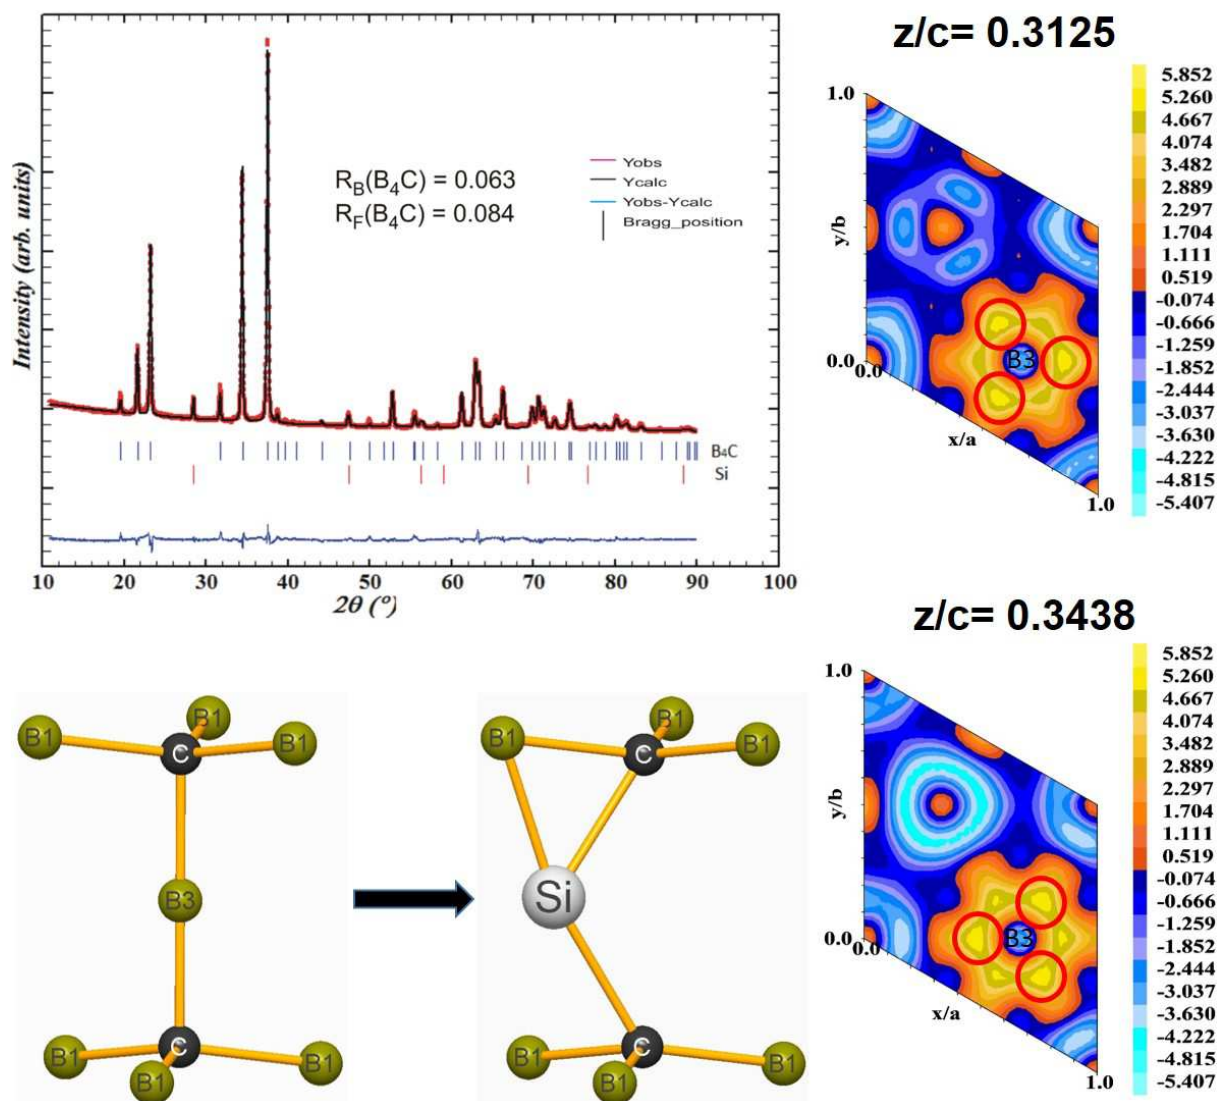 Intensity (arb. units)
R_B(B₄C) = 0.063
R_F(B₄C) = 0.084
Yobs
Ycalc
Yobs-Ycalc
Bragg_position
B₄C
Si
10 20 30 40 50 60 70 80 90 100
2θ (°)
z/c= 0.3125
1.0
y/b
0.0
0.0
x/a
1.0
B3
5.852
5.260
4.667
4.074
3.482
2.889
2.297
1.704
1.111
0.519
-0.074
-0.666
-1.259
-1.852
-2.444
-3.037
-3.630
-4.222
-4.815
-5.407
B1
B1
B1
C
B3
C
B1
B1
B1
B1
B1
B1
C
Si
C
B1
B1
B1
z/c= 0.3438
1.0
y/b
0.0
0.0
x/a
1.0
B3
5.852
5.260
4.667
4.074
3.482
2.889
2.297
1.704
1.111
0.519
-0.074
-0.666
-1.259
-1.852
-2.444
-3.037
-3.630
-4.222
-4.815
-5.407